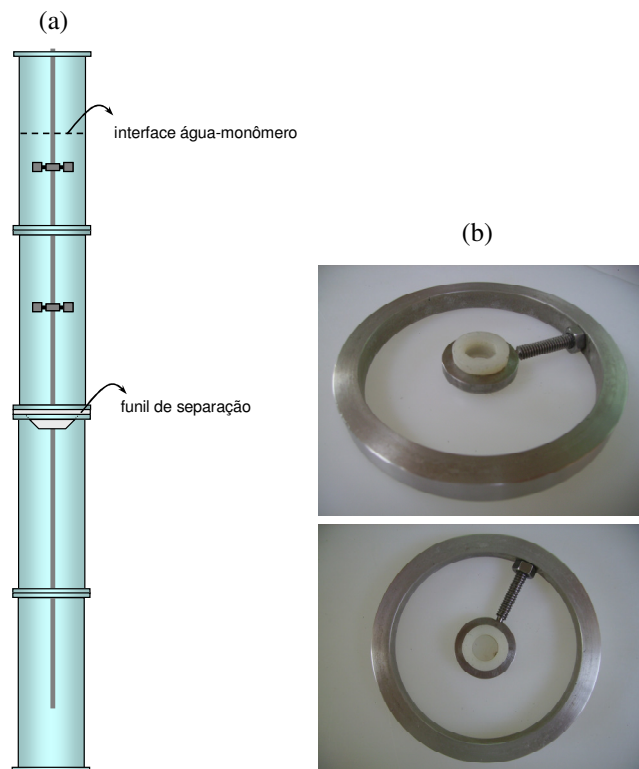 (a)
interface água-monômero
(b)
funil de separação